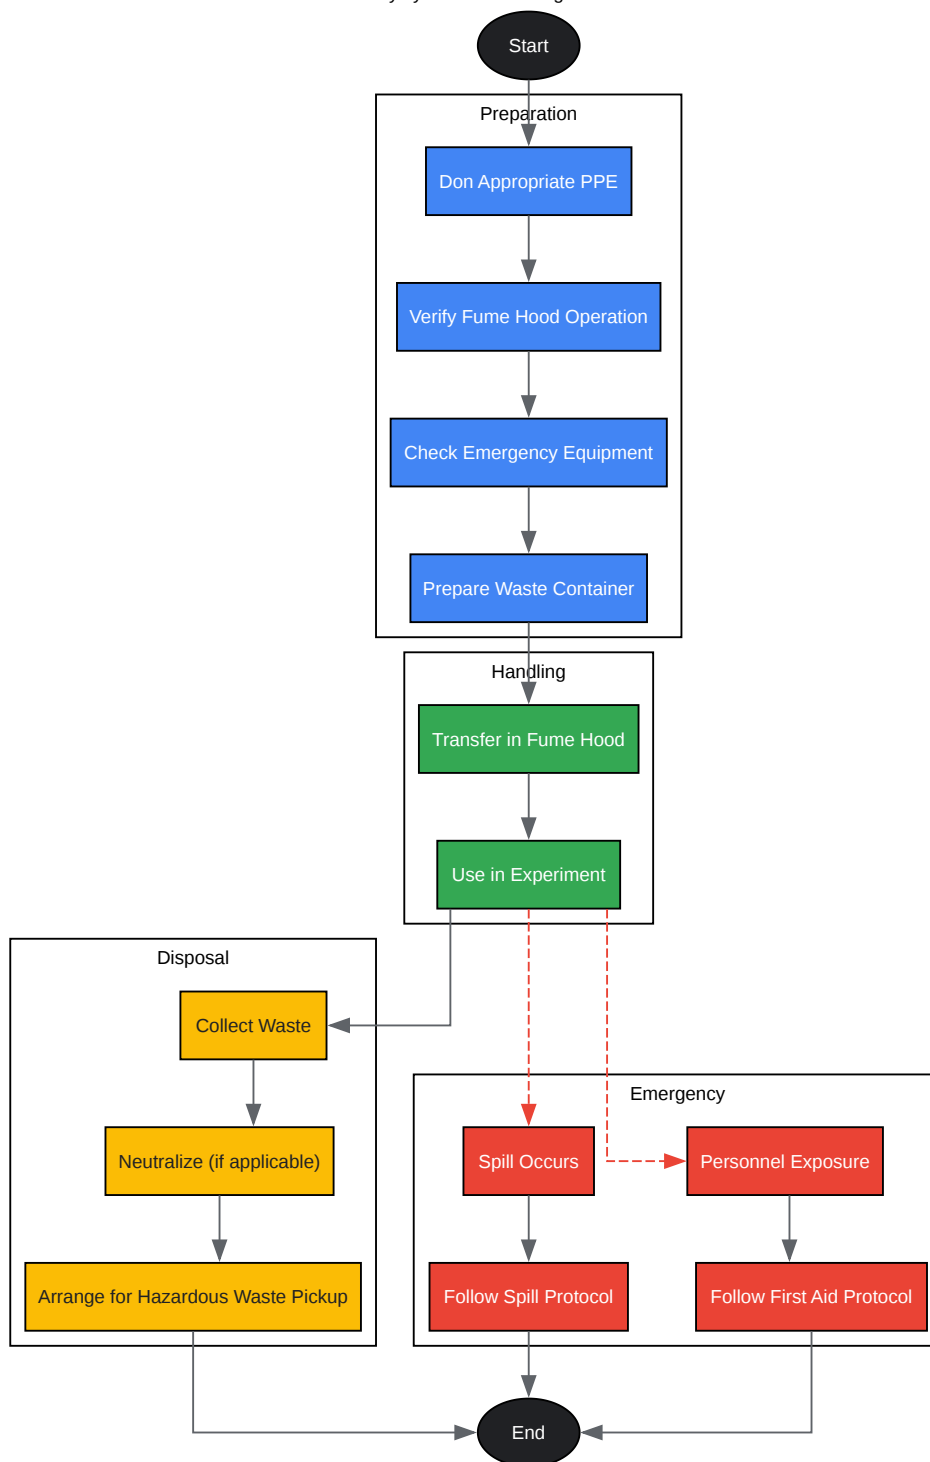 Start
Preparation
Don Appropriate PPE
Verify Fume Hood Operation
Check Emergency Equipment
Prepare Waste Container
Handling
Transfer in Fume Hood
Use in Experiment
Disposal
Collect Waste
Emergency
Neutralize (if applicable)
Spill Occurs
Personnel Exposure
Arrange for Hazardous Waste Pickup
Follow Spill Protocol
Follow First Aid Protocol
End